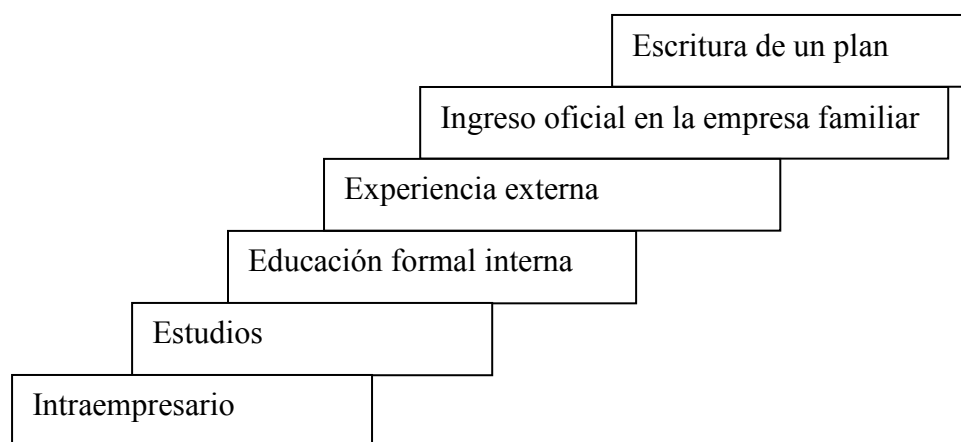 Escritura de un plan
Ingreso oficial en la empresa familiar
Experiencia externa
Educación formal interna
Estudios
Intraempresario